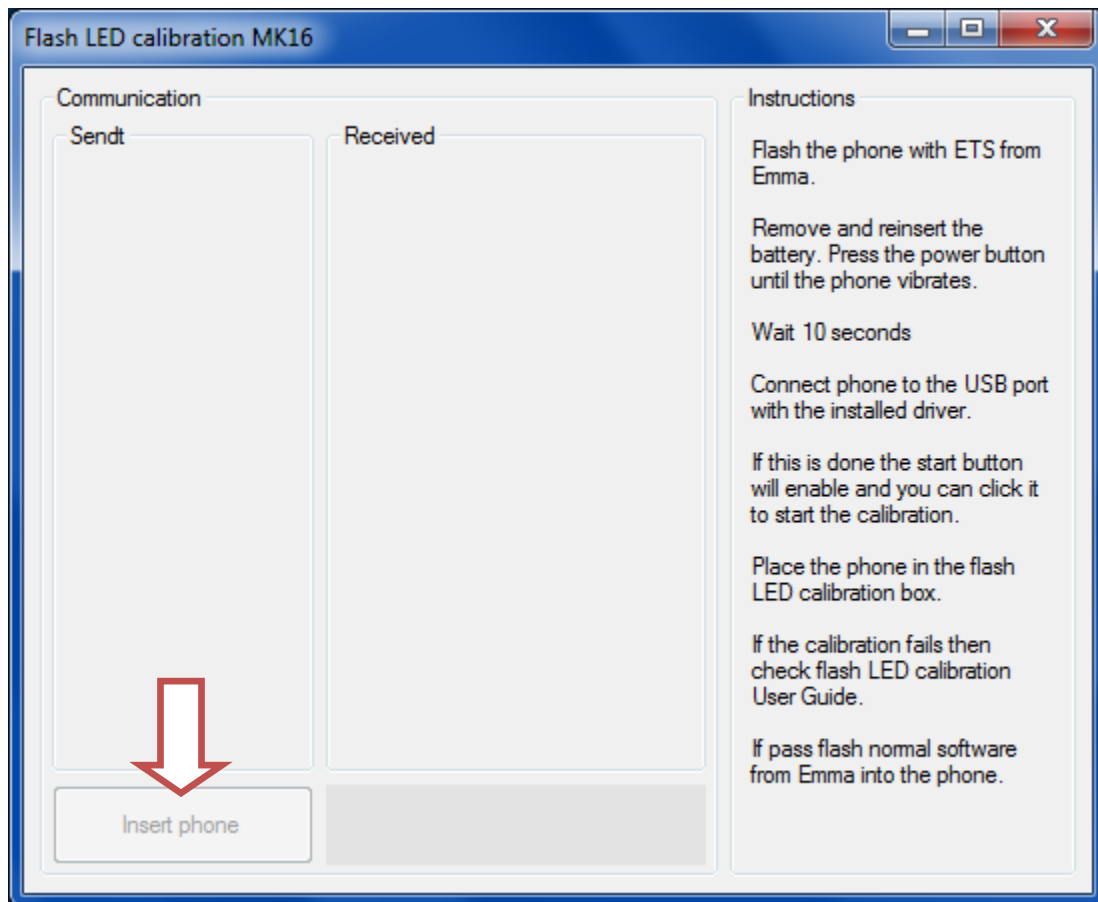 Flash LED calibration MK16
Communication
Sendt
Received
Insert phone
Instructions
Flash the phone with ETS from
Emma.
Remove and reinsert the
battery. Press the power button
until the phone vibrates.
Wait 10 seconds
Connect phone to the USB port
with the installed driver.
If this is done the start button
will enable and you can click it
to start the calibration.
Place the phone in the flash
LED calibration box.
If the calibration fails then
check flash LED calibration
User Guide.
If pass flash normal software
from Emma into the phone.